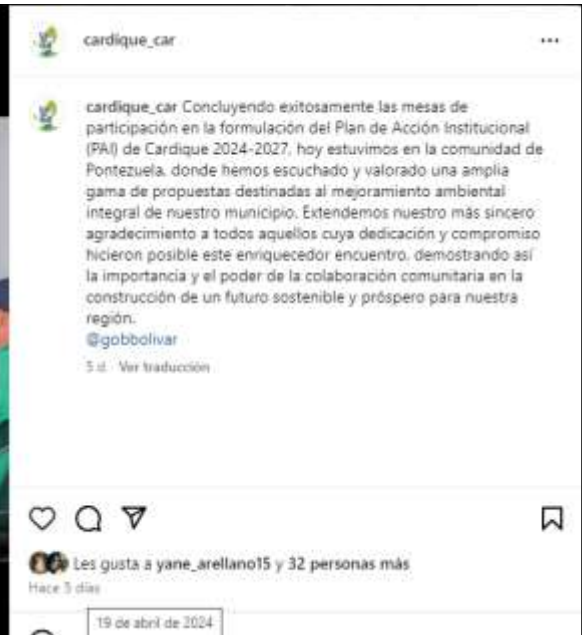 cardique_car
cardique_car Concluyendo exitosamente las mesas de
participación en la formulación del Plan de Acción Institucional
(PAI) de Cardique 2024-2027, hoy estuvimos en la comunidad de
Pontezuela, donde hemos escuchado y valorado una amplia
gama de propuestas destinadas al mejoramiento ambiental
integral de nuestro municipio. Extendemos nuestro más sincero
agradecimiento a todos aquellos cuya dedicación y compromiso
hicieron posible este enriquecedor encuentro, demostrando así
la importancia y el poder de la colaboración comunitaria en la
construcción de un futuro sostenible y próspero para nuestra
región.
@gobbolivar
5 d Ver traducción
Les gusta a yane_arellano15 y 32 personas más
Hace 5 días
19 de abril de 2024